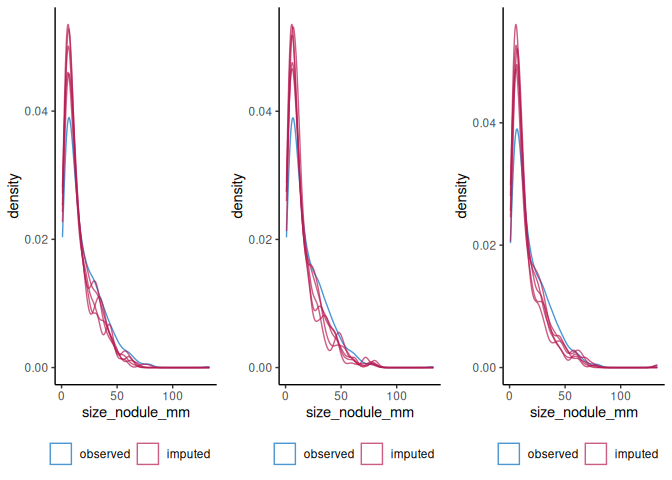 density
0.04
0.02
0.00
0
50
100
size_nodule_mm
observed
imputed
density
0.04
0.02
0.00
0
50
100
size_nodule_mm
observed
imputed
density
0.04
0.02
0.00
0
50
100
size_nodule_mm
observed
imputed